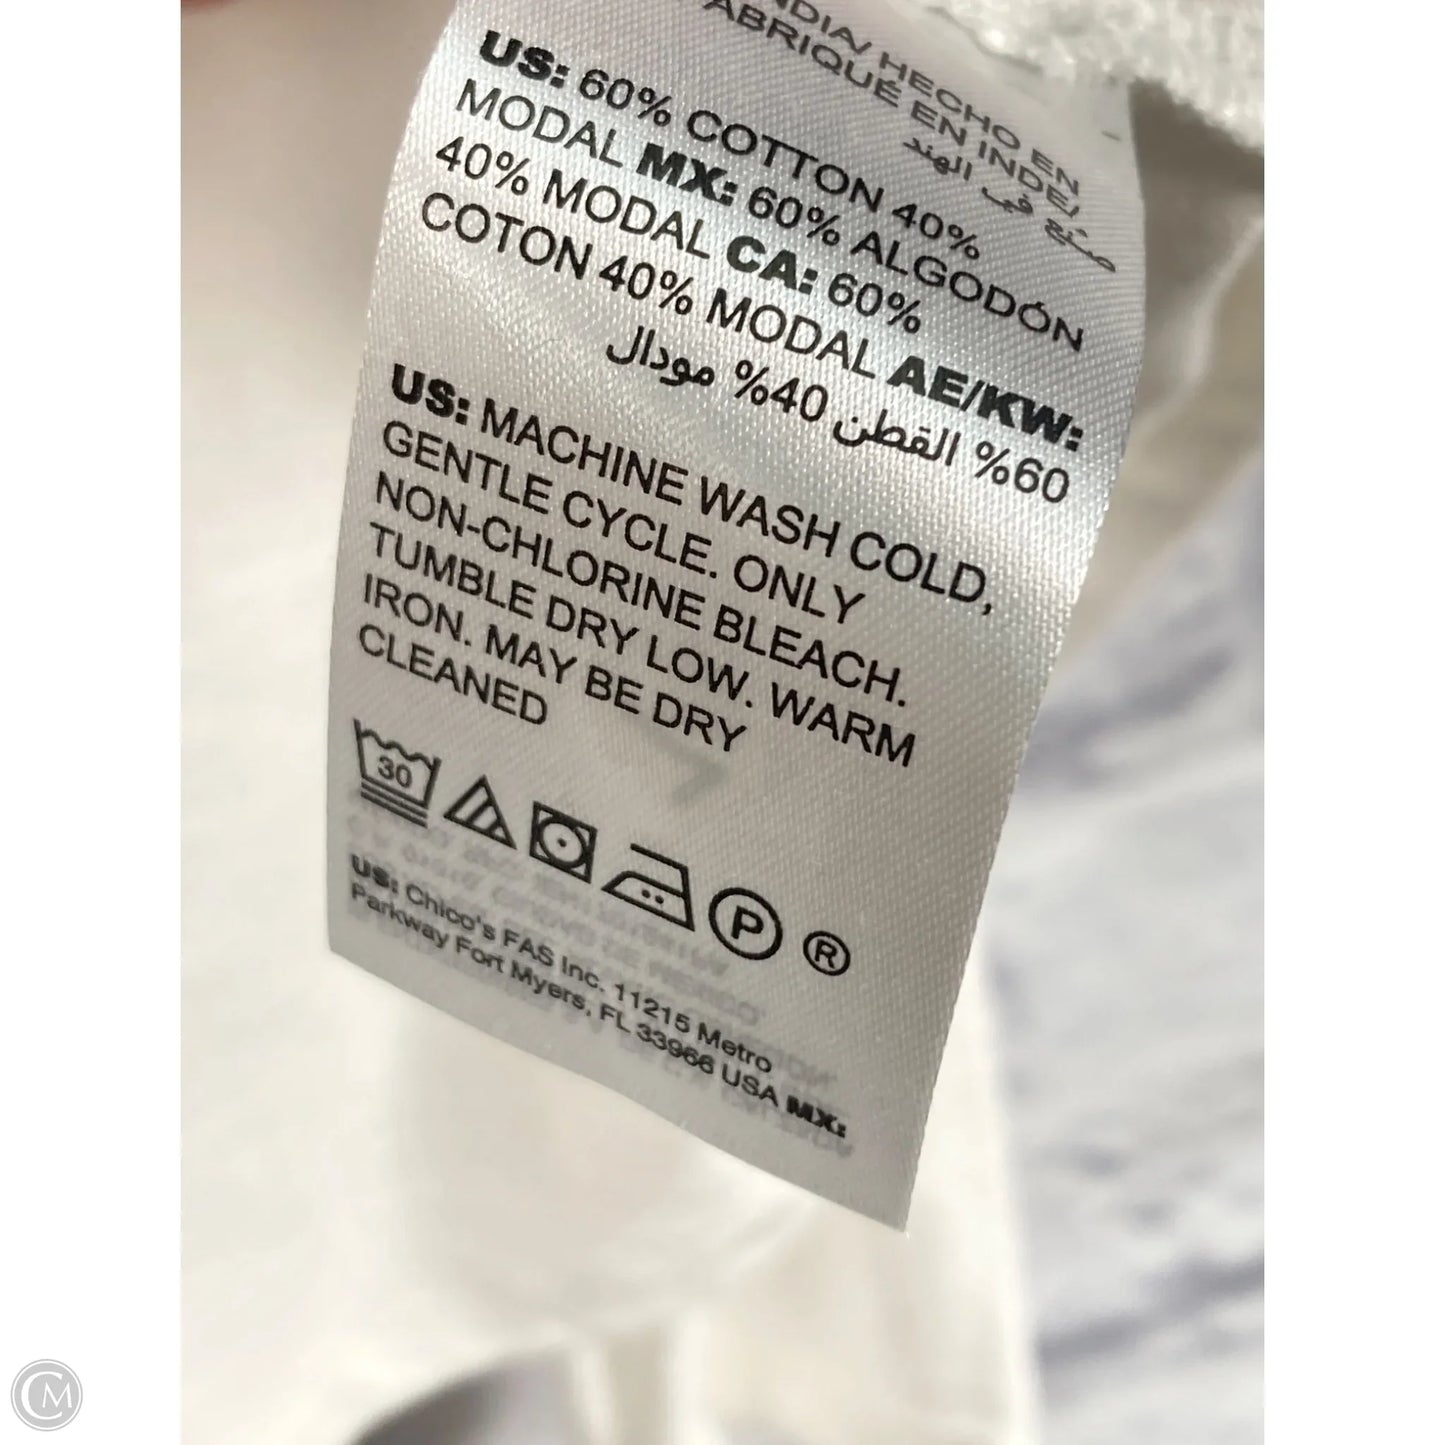 NDIA/ HECHO EN
FABRIQUÉ EN INDE/
صنع في الهند
US: 60% COTTON 40%
MODAL MX: 60% ALGODÓN
40% MODAL CA: 60%
COTON 40% MODAL AE/KW:
60% القطن 40% مودال
US: MACHINE WASH COLD,
GENTLE CYCLE. ONLY
NON-CHLORINE BLEACH.
TUMBLE DRY LOW. WARM
IRON. MAY BE DRY
CLEANED
30
P
®
US: Chico's FAS Inc. 11215 Metro
Parkway Fort Myers, FL 33966 USA MX:
CM